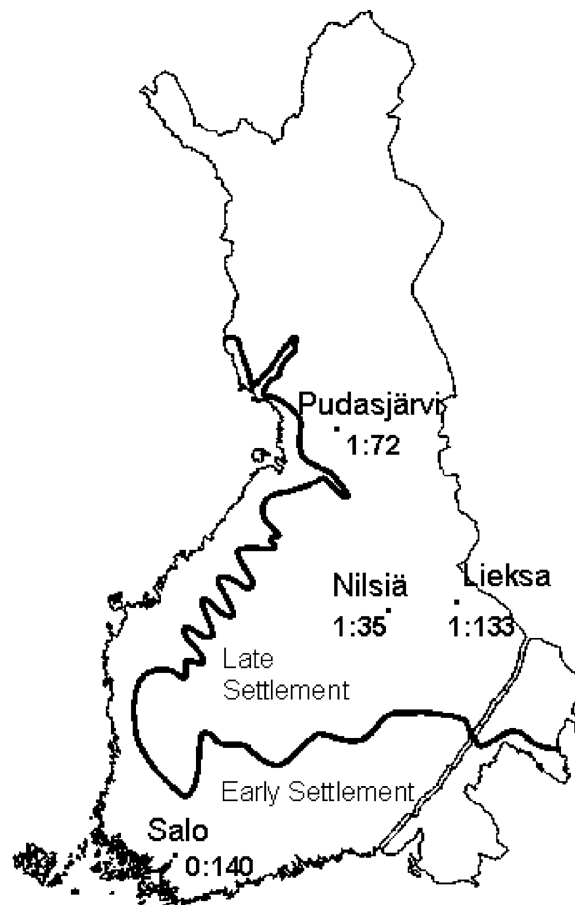 Pudasjärvi
1:72
Nilsiä
1:35
Lieksa
1:133
Late
Settlement
Early Settlement
Salo
0:140